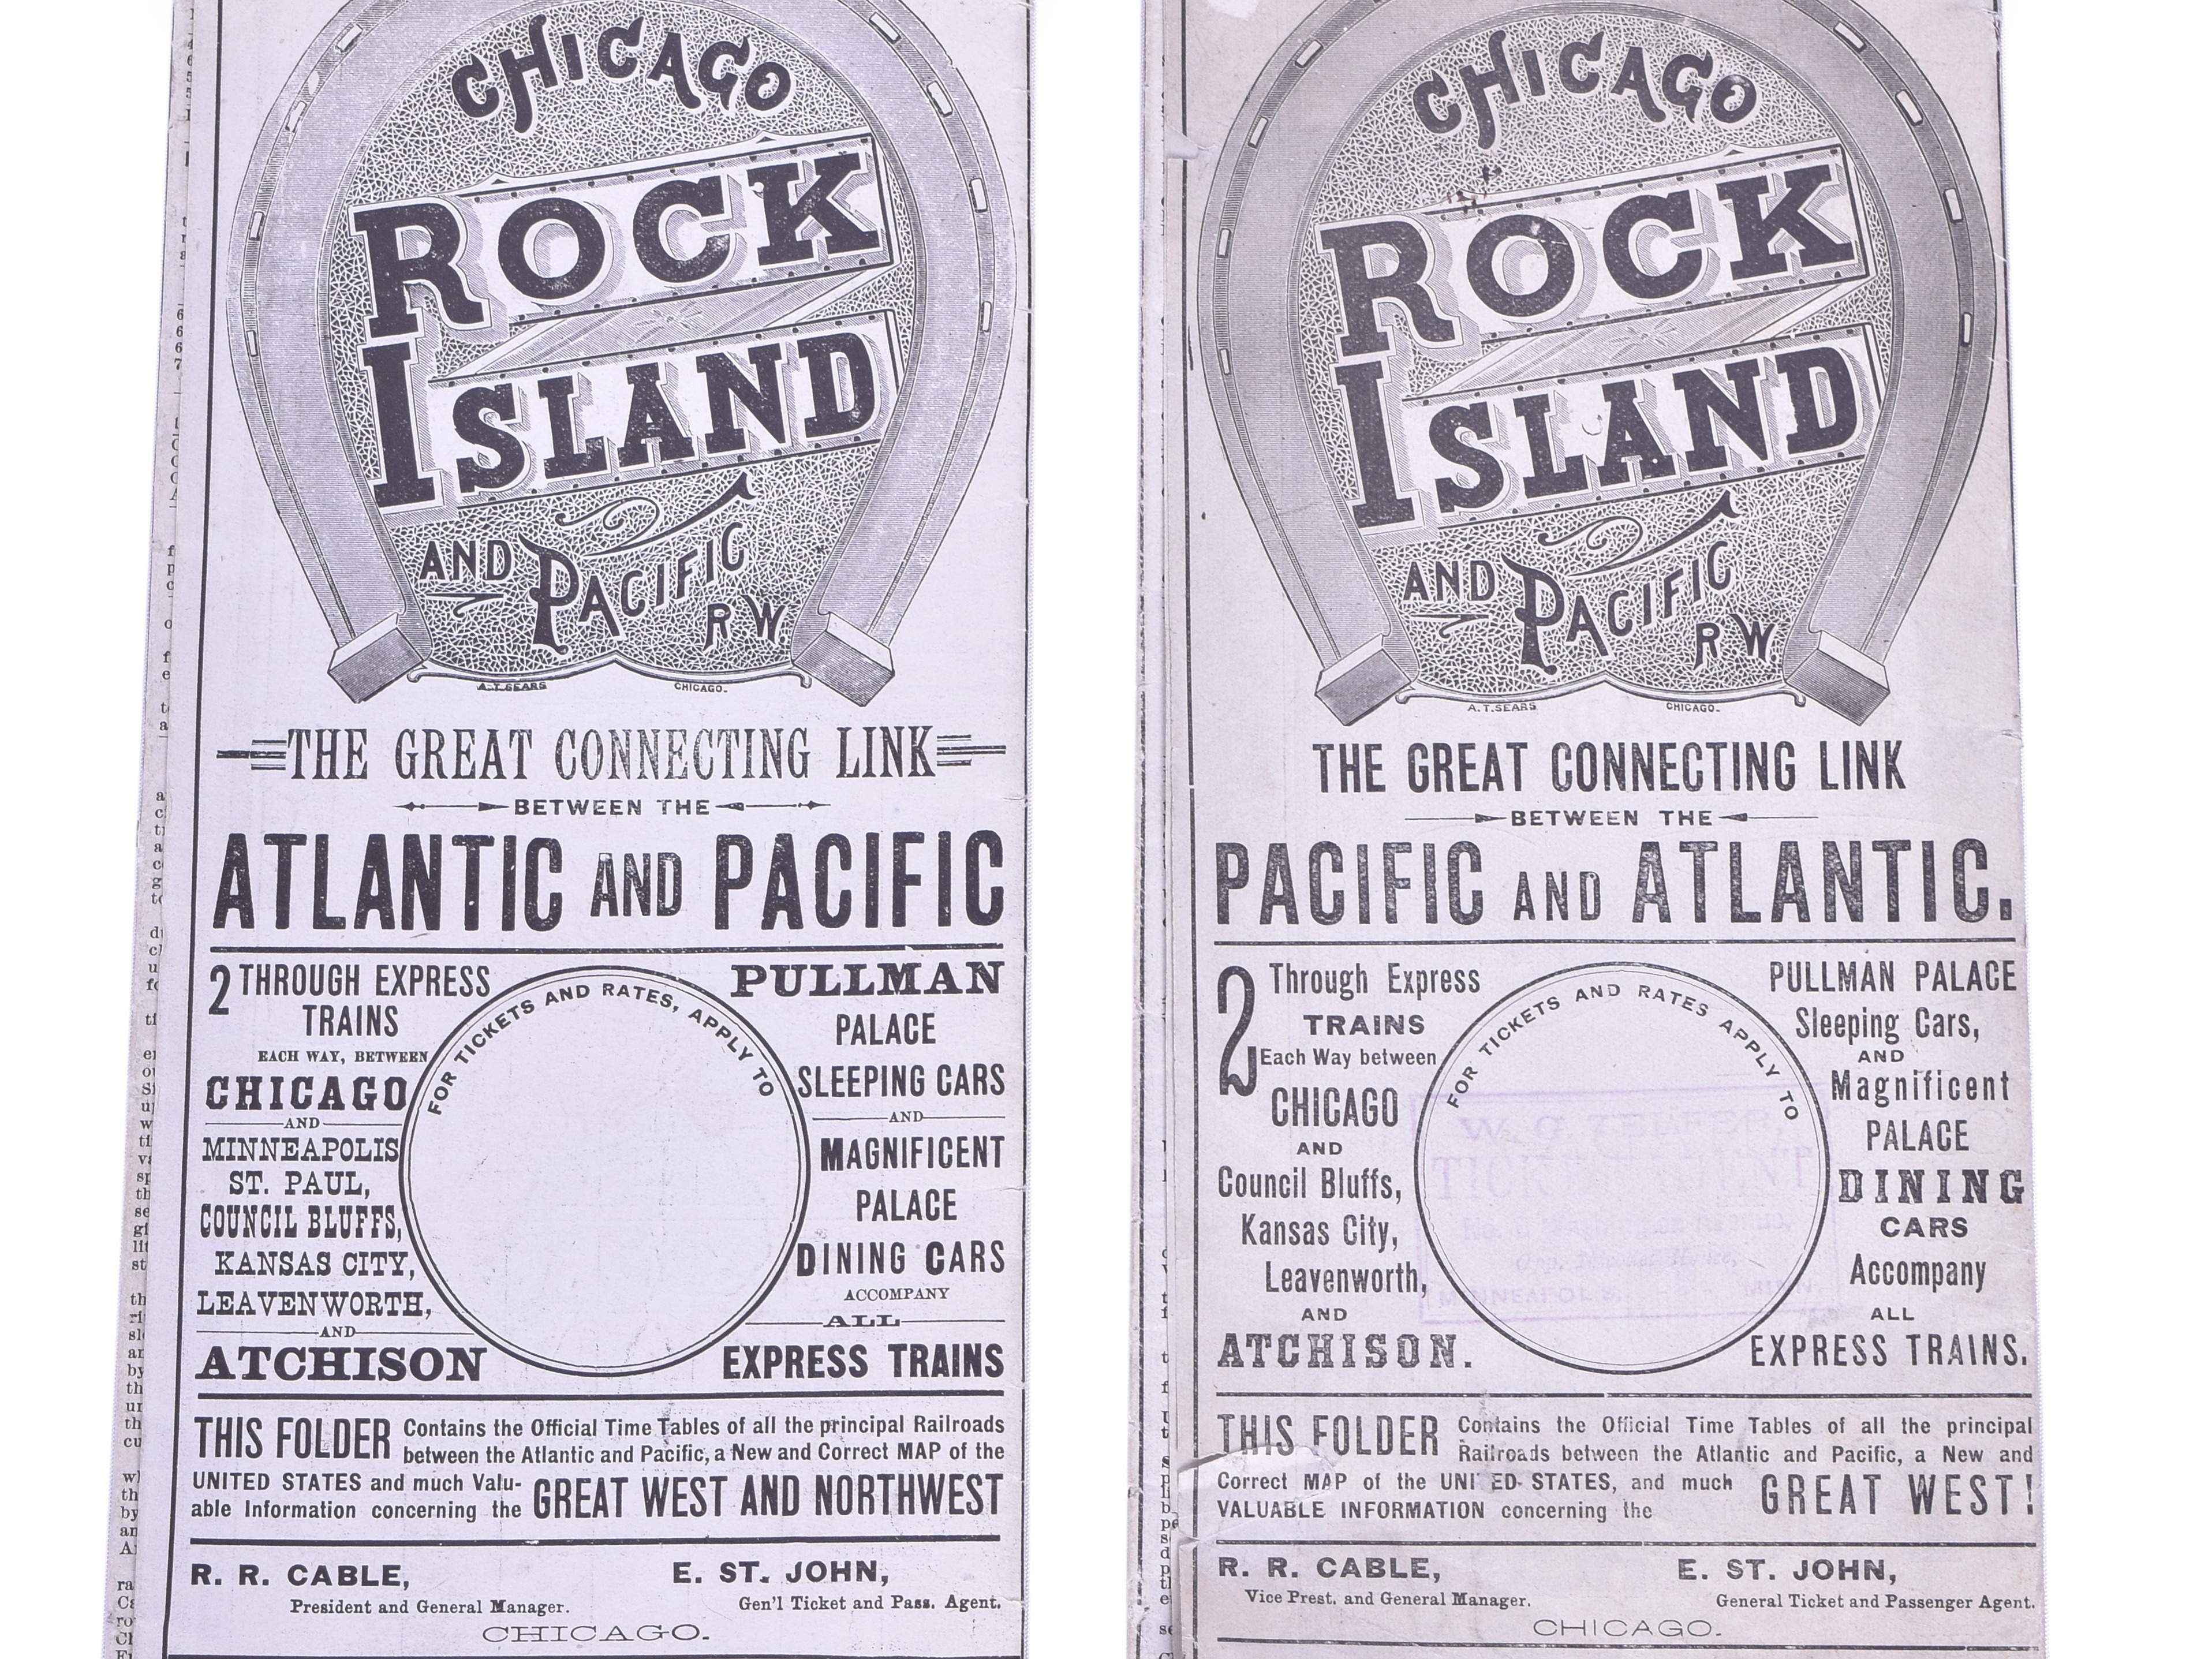 CHICAGO
ROCK
ISLAND
AND PACIFIC
R W
A.T. SEARS CHICAGO.
THE GREAT CONNECTING LINK
BETWEEN THE
ATLANTIC AND PACIFIC
2 THROUGH EXPRESS
TRAINS
EACH WAY, BETWEEN
CHICAGO
AND
MINNEAPOLIS
ST. PAUL,
COUNCIL BLUFFS,
KANSAS CITY,
LEAVENWORTH,
AND
ATCHISON
FOR TICKETS AND RATES, APPLY TO
PULLMAN
PALACE
SLEEPING CARS
AND
MAGNIFICENT
PALACE
DINING CARS
ACCOMPANY
ALL
EXPRESS TRAINS
THIS FOLDER Contains the Official Time Tables of all the principal Railroads
between the Atlantic and Pacific, a New and Correct MAP of the
UNITED STATES and much Valu-
able Information concerning the GREAT WEST AND NORTHWEST
R. R. CABLE, E. ST. JOHN,
President and General Manager. Gen'l Ticket and Pass. Agent.
CHICAGO.
CHICAGO
ROCK
ISLAND
AND PACIFIC
R W
A.T. SEARS CHICAGO.
THE GREAT CONNECTING LINK
BETWEEN THE
PACIFIC AND ATLANTIC.
2 Through Express
TRAINS
Each Way between
CHICAGO
AND
Council Bluffs,
Kansas City,
Leavenworth,
AND
ATCHISON.
FOR TICKETS AND RATES APPLY TO
MINNEAPOLIS, - - MINN.
PULLMAN PALACE
Sleeping Cars,
AND
Magnificent
PALACE
DINING
CARS
Accompany
ALL
EXPRESS TRAINS.
THIS FOLDER Contains the Official Time Tables of all the principal
Railroads between the Atlantic and Pacific, a New and
Correct MAP of the UNITED STATES, and much
VALUABLE INFORMATION concerning the GREAT WEST!
R. R. CABLE, E. ST. JOHN,
Vice Prest. and General Manager. General Ticket and Passenger Agent.
CHICAGO.